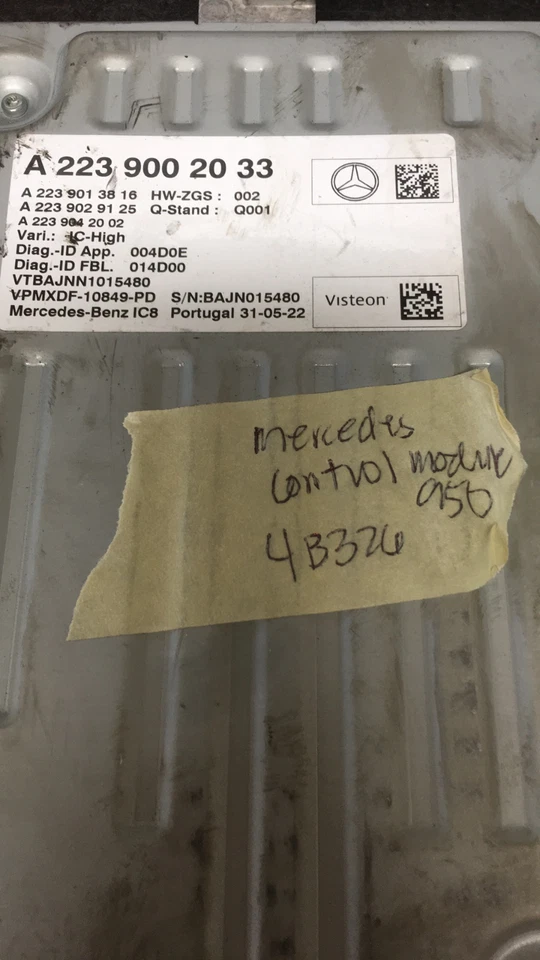 A 223 900 20 33
A 223 901 38 16 HW-ZGS : 002
A 223 902 91 25 Q-Stand : Q001
A 223 904 20 02
Vari.: IC-High
Diag.-ID App. 004D0E
Diag.-ID FBL. 014D00
VTBAJNN1015480
VPMXDF-10849-PD S/N:BAJN015480
Mercedes-Benz IC8 Portugal 31-05-22
Visteon
mercedes
control module
950
4B326